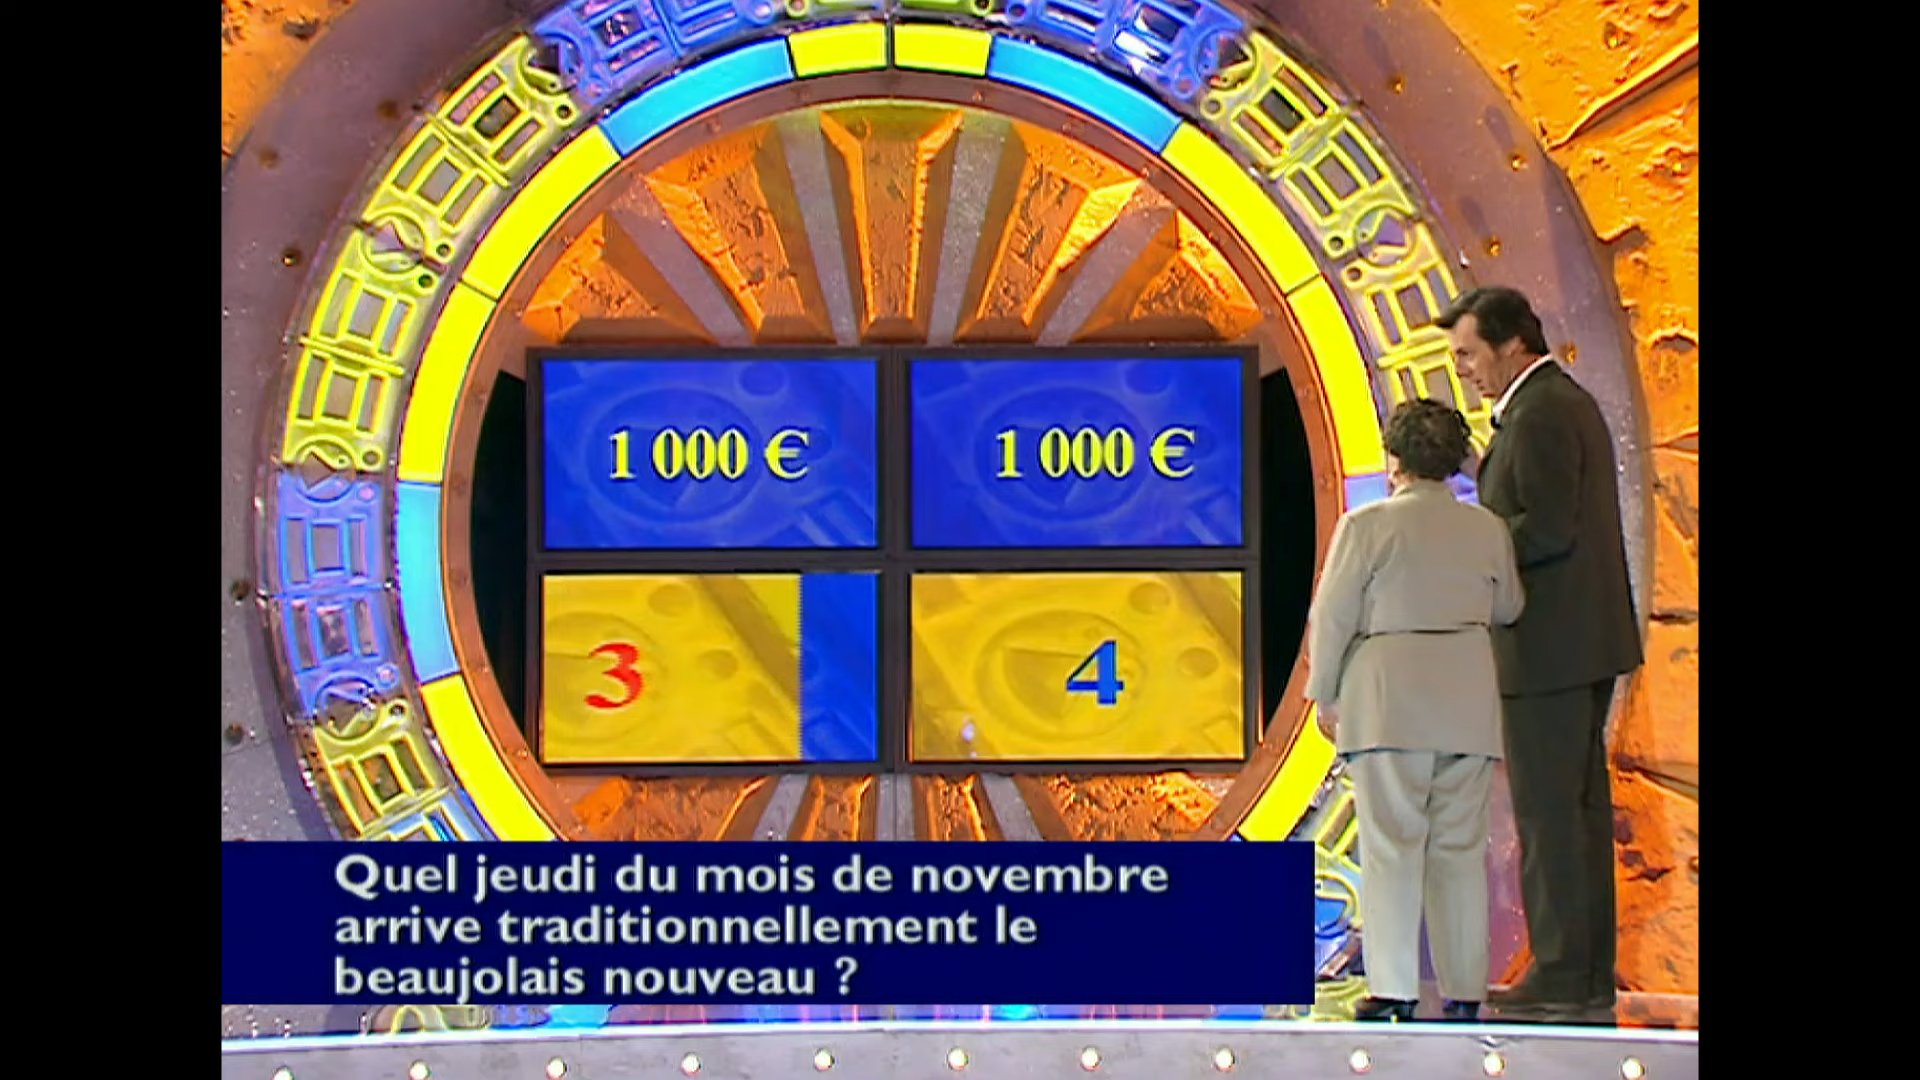 1 000 €
1 000 €
3
4
Quel jeudi du mois de novembre
arrive traditionnellement le
beaujolais nouveau ?